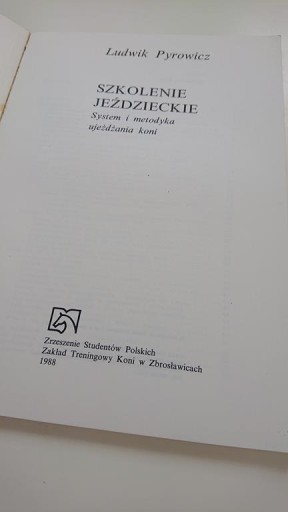 Ludwik Pyrowicz
SZKOLENIE
JEŹDZIECKIE
System i metodyka
ujeżdżania koni
Zrzeszenie Studentów Polskich
Zakład Treningowy Koni w Zbrosławicach
1988